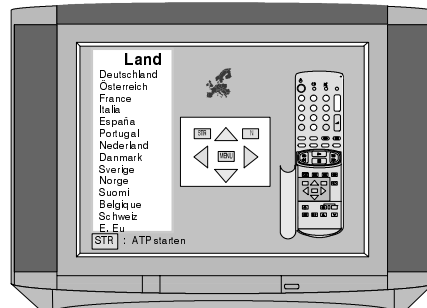 Land
Deutschland
Österreich
France
Italia
España
Portugal
Nederland
Danmark
Sverige
Norge
Suomi
Belgique
Schweiz
E. Eu
STR : ATP starten
STR
N
MENU